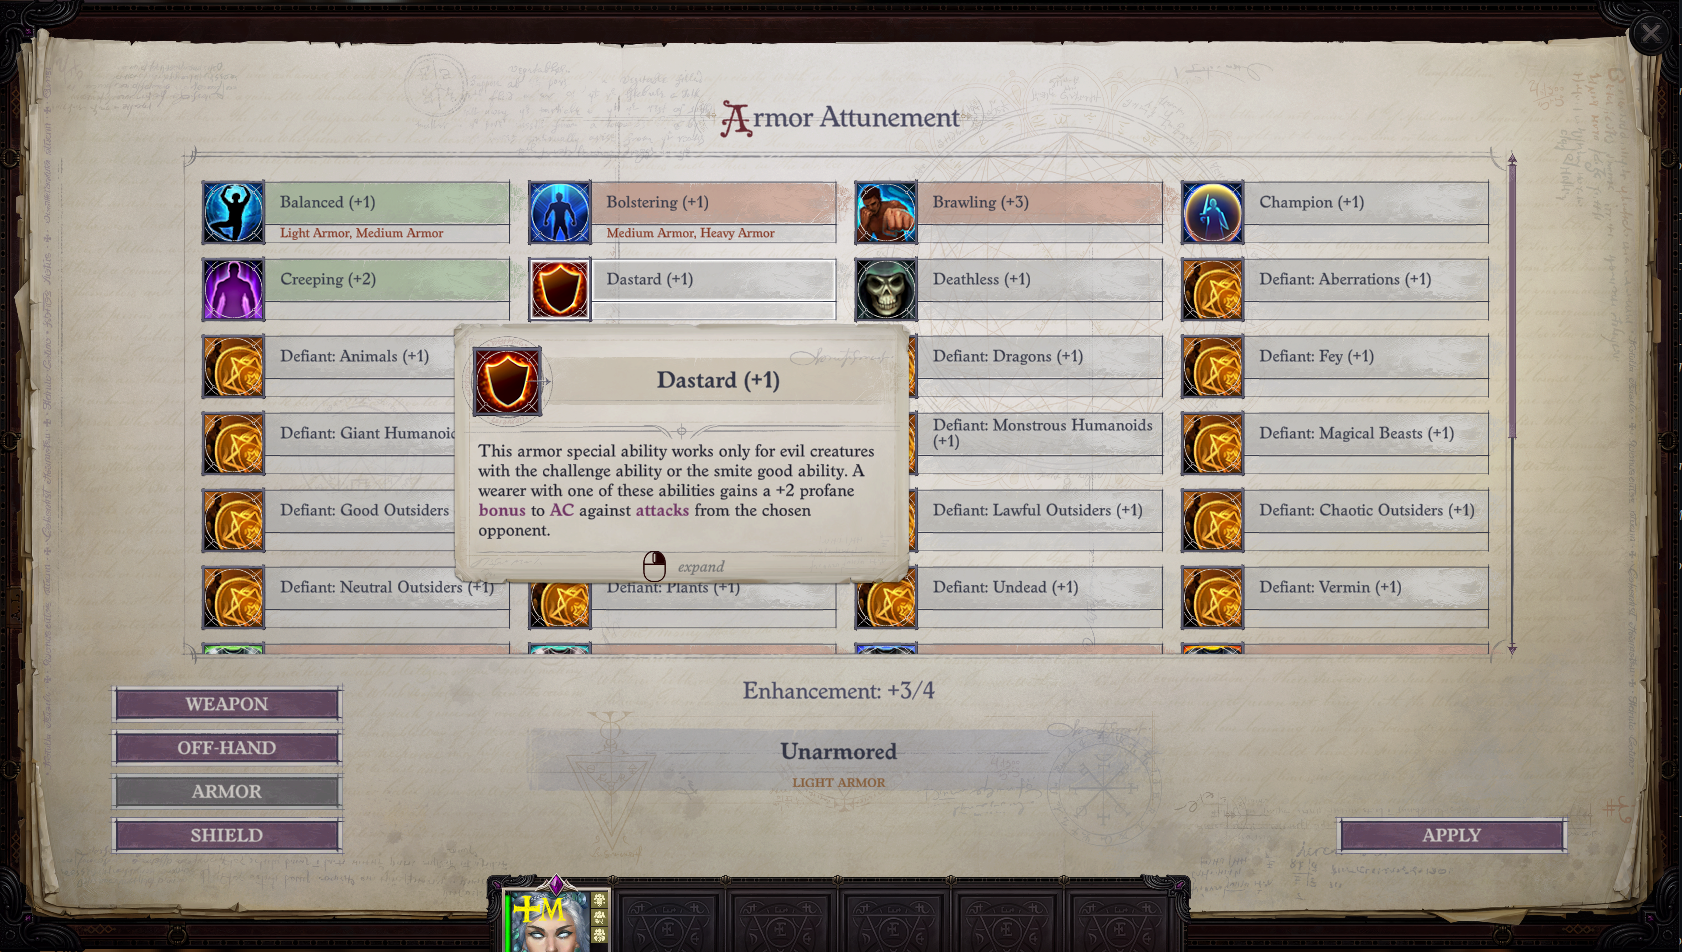 Armor Attunement
Balanced (+1)
Light Armor, Medium Armor
Bolstering (+1)
Medium Armor, Heavy Armor
Brawling (+3)
Champion (+1)
Creeping (+2)
Dastard (+1)
Deathless (+1)
Defiant: Aberrations (+1)
Defiant: Animals (+1)
Defiant: Dragons (+1)
Defiant: Fey (+1)
Defiant: Giant
Defiant: Monstrous Humanoids
(+1)
Defiant: Magical Beasts (+1)
Defiant: Good Outsiders
Defiant: Lawful Outsiders (+1)
Defiant: Chaotic Outsiders (+1)
Defiant: Neutral Outsiders (+1)
Defiant: Plants (+1)
Defiant: Undead (+1)
Defiant: Vermin (+1)
Dastard (+1)
This armor special ability works only for evil creatures
with the challenge ability or the smite good ability. A
wearer with one of these abilities gains a +2 profane
bonus to AC against attacks from the chosen
opponent.
expand
Enhancement: +3/4
Unarmored
LIGHT ARMOR
WEAPON
OFF-HAND
ARMOR
SHIELD
APPLY
+M